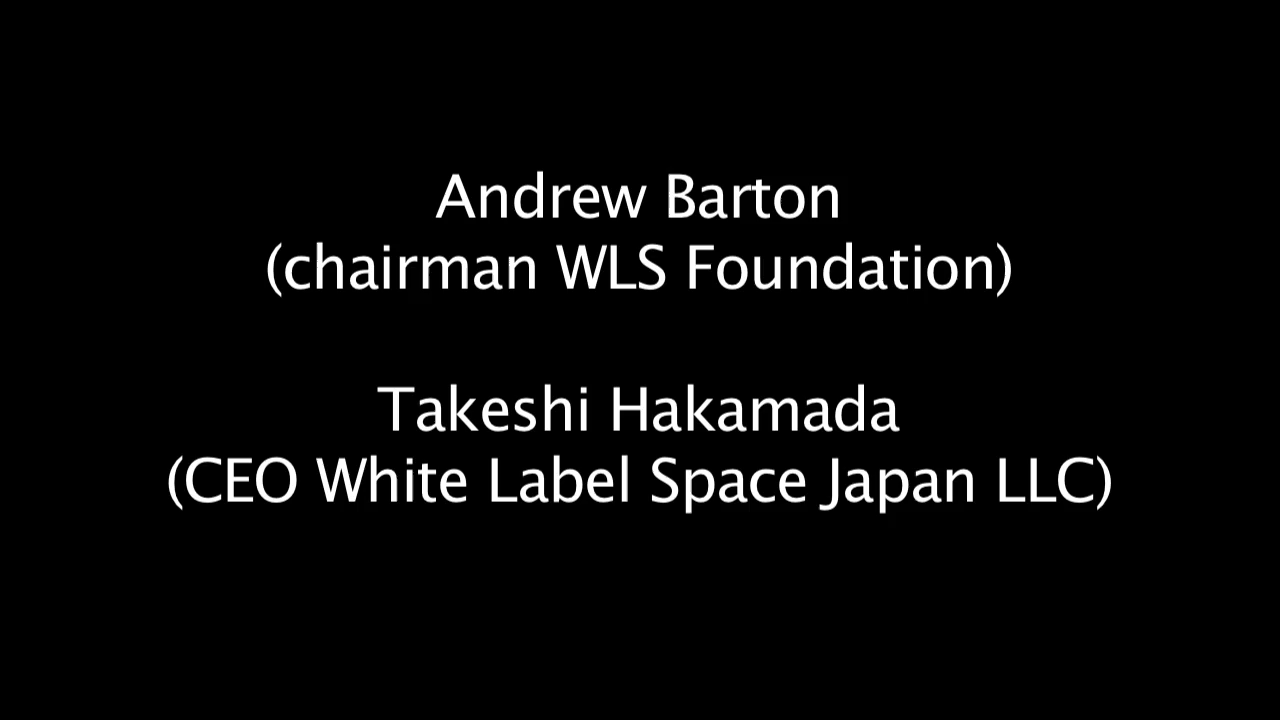 Andrew Barton
(chairman WLS Foundation)
Takeshi Hakamada
(CEO White Label Space Japan LLC)